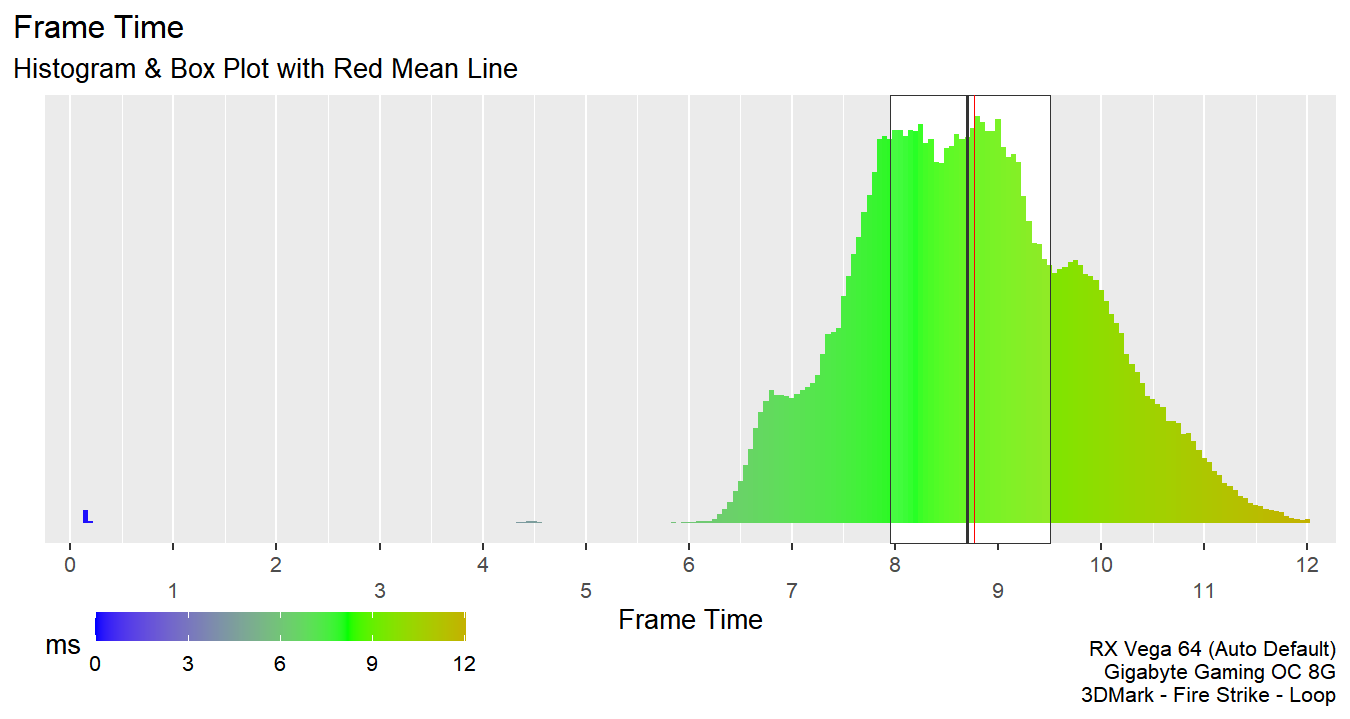 Frame Time
Histogram & Box Plot with Red Mean Line
0 2 4 6 8 10 12
1 3 5 7 9 11
Frame Time
ms
0 3 6 9 12
RX Vega 64 (Auto Default)
Gigabyte Gaming OC 8G
3DMark - Fire Strike - Loop